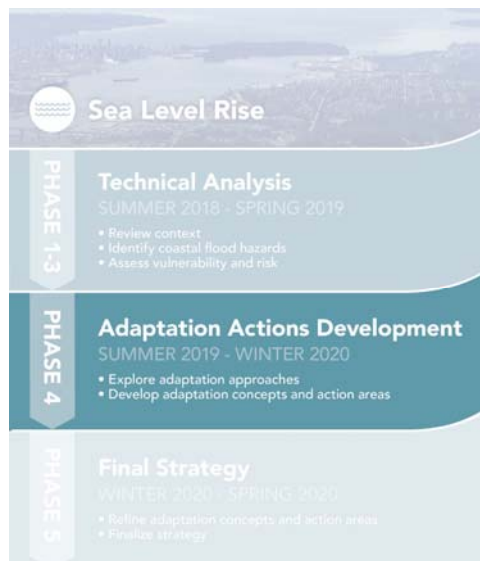 Sea Level Rise
PHASE 1-3
Technical Analysis
SUMMER 2018 - SPRING 2019
• Review context
• Identify coastal flood hazards
• Assess vulnerability and risk
PHASE 4
Adaptation Actions Development
SUMMER 2019 - WINTER 2020
• Explore adaptation approaches
• Develop adaptation concepts and action areas
PHASE 5
Final Strategy
WINTER 2020 - SPRING 2020
• Refine adaptation concepts and action areas
• Finalize strategy